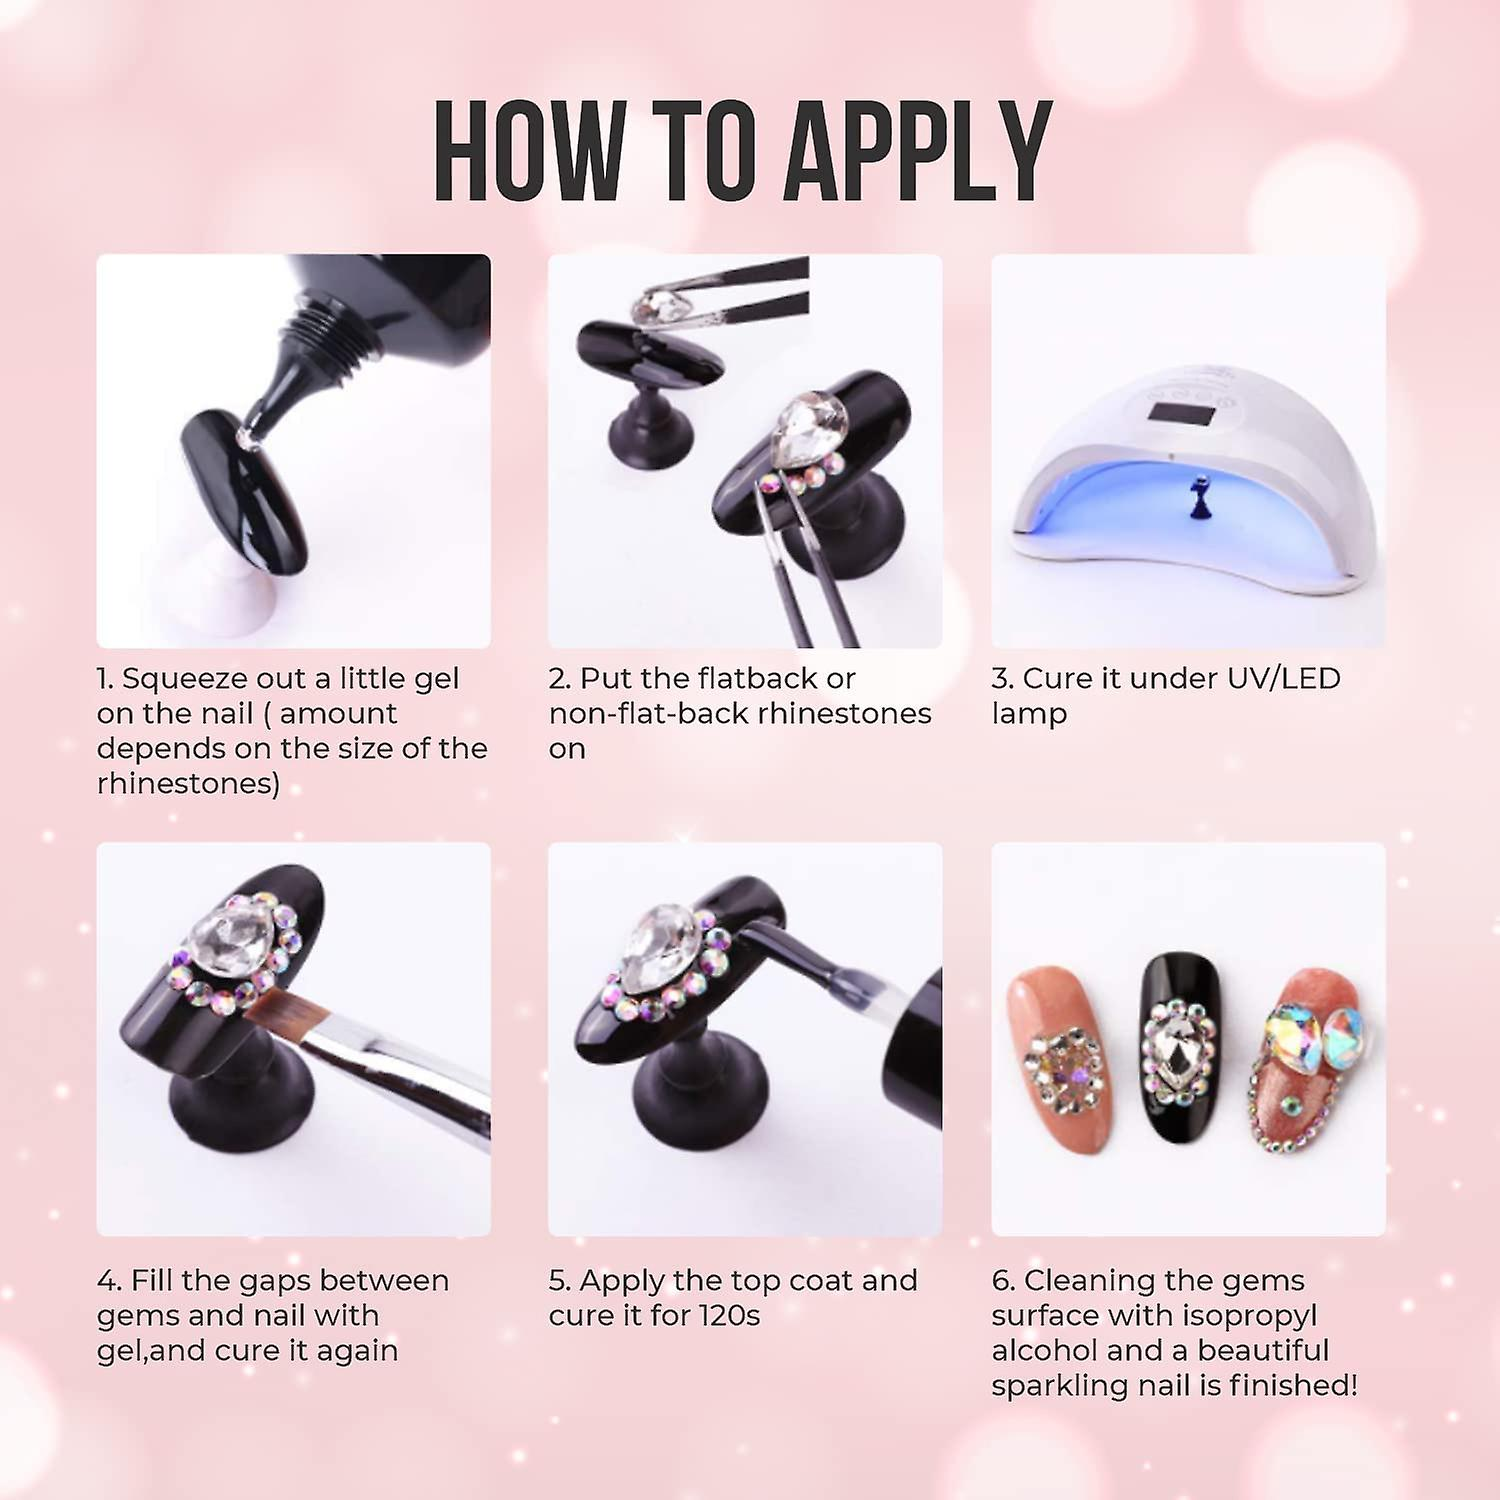 HOW TO APPLY
1. Squeeze out a little gel
on the nail ( amount
depends on the size of the
rhinestones)
2. Put the flatback or
non-flat-back rhinestones
on
3. Cure it under UV/LED
lamp
4. Fill the gaps between
gems and nail with
gel,and cure it again
5. Apply the top coat and
cure it for 120s
6. Cleaning the gems
surface with isopropyl
alcohol and a beautiful
sparkling nail is finished!